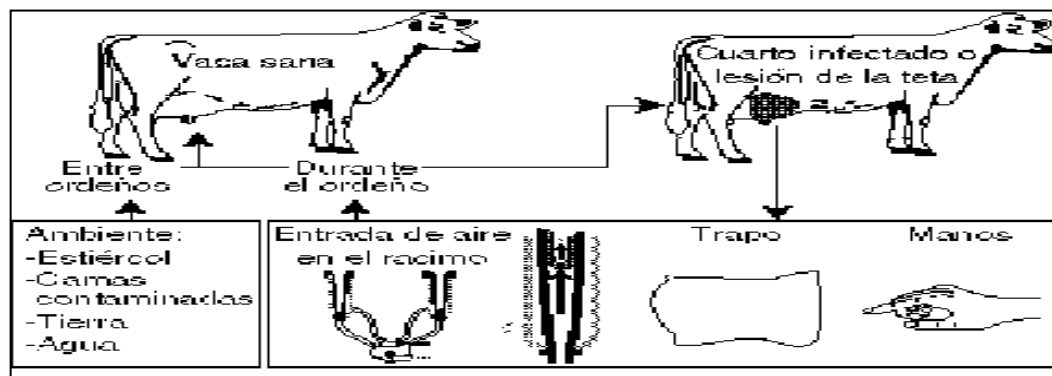 Vaca sana
Cuarto infectado o
lesión de la teta
Entre
ordeños
Durante
el ordeño
Ambiente:
-Estiércol
-Camas
contaminadas
-Tierra
-Agua
Entrada de aire
en el racimo
Trapo
Manos